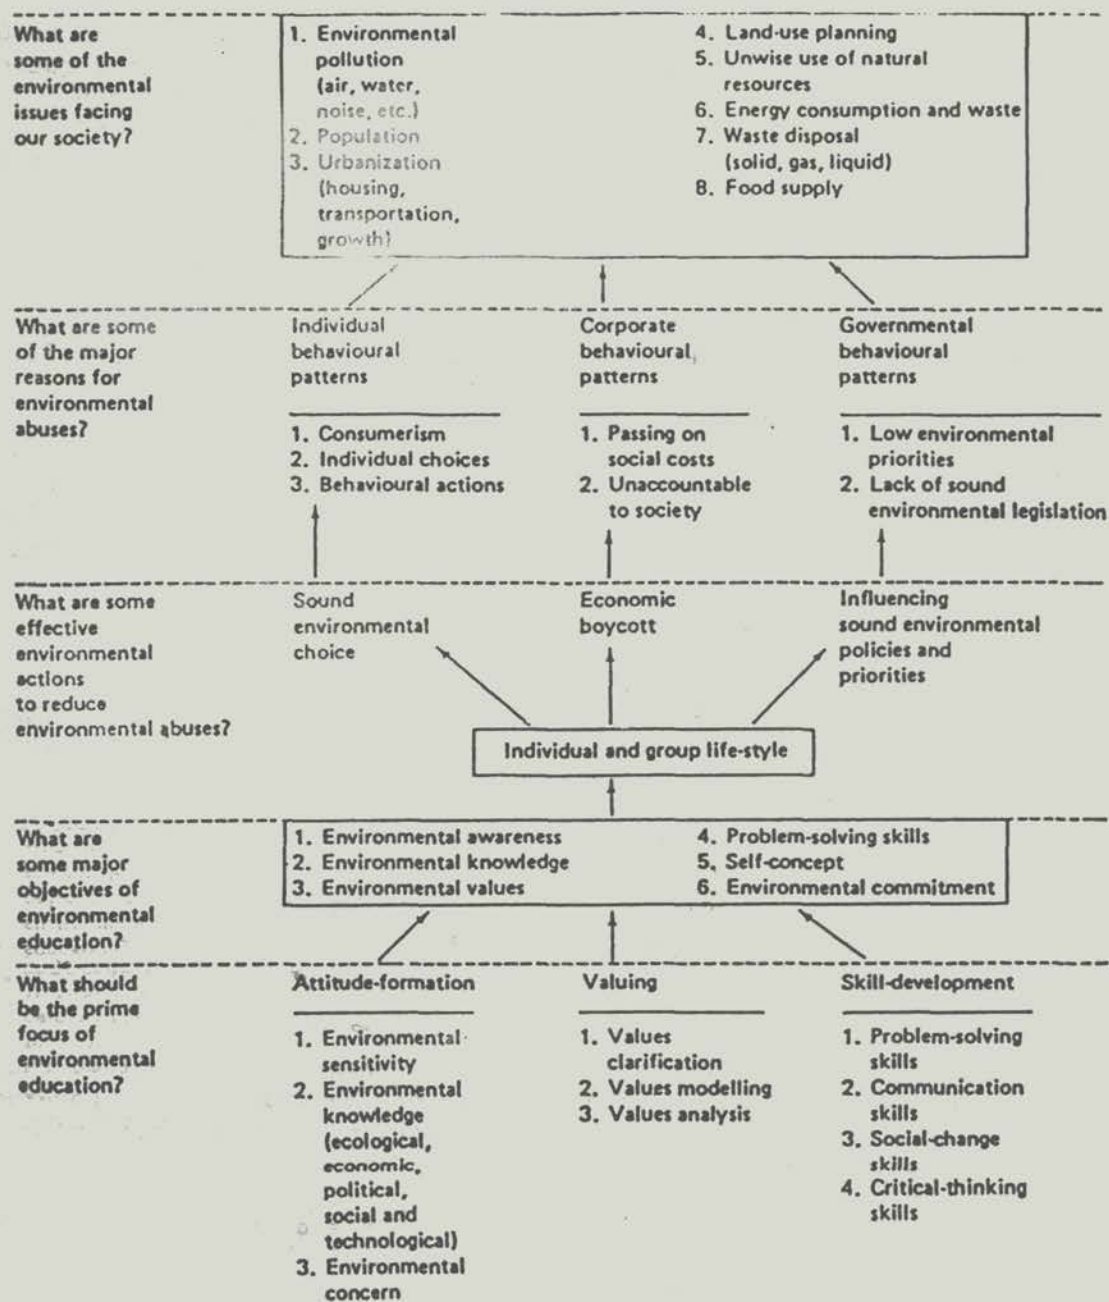 What are
some of the
environmental
issues facing
our society?
1. Environmental
pollution
(air, water,
noise, etc.)
2. Population
3. Urbanization
(housing,
transportation,
growth)
4. Land-use planning
5. Unwise use of natural
resources
6. Energy consumption and waste
7. Waste disposal
(solid, gas, liquid)
8. Food supply
What are some
of the major
reasons for
environmental
abuses?
Individual
behavioural
patterns
1. Consumerism
2. Individual choices
3. Behavioural actions
Corporate
behavioural
patterns
1. Passing on
social costs
2. Unaccountable
to society
Governmental
behavioural
patterns
1. Low environmental
priorities
2. Lack of sound
environmental legislation
What are some
effective
environmental
actions
to reduce
environmental abuses?
Sound
environmental
choice
Economic
boycott
Influencing
sound environmental
policies and
priorities
Individual and group life-style
What are
some major
objectives of
environmental
education?
1. Environmental awareness
2. Environmental knowledge
3. Environmental values
4. Problem-solving skills
5. Self-concept
6. Environmental commitment
What should
be the prime
focus of
environmental
education?
Attitude-formation
1. Environmental
sensitivity
2. Environmental
knowledge
(ecological,
economic,
political,
social and
technological)
3. Environmental
concern
Valuing
1. Values
clarification
2. Values modelling
3. Values analysis
Skill-development
1. Problem-solving
skills
2. Communication
skills
3. Social-change
skills
4. Critical-thinking
skills